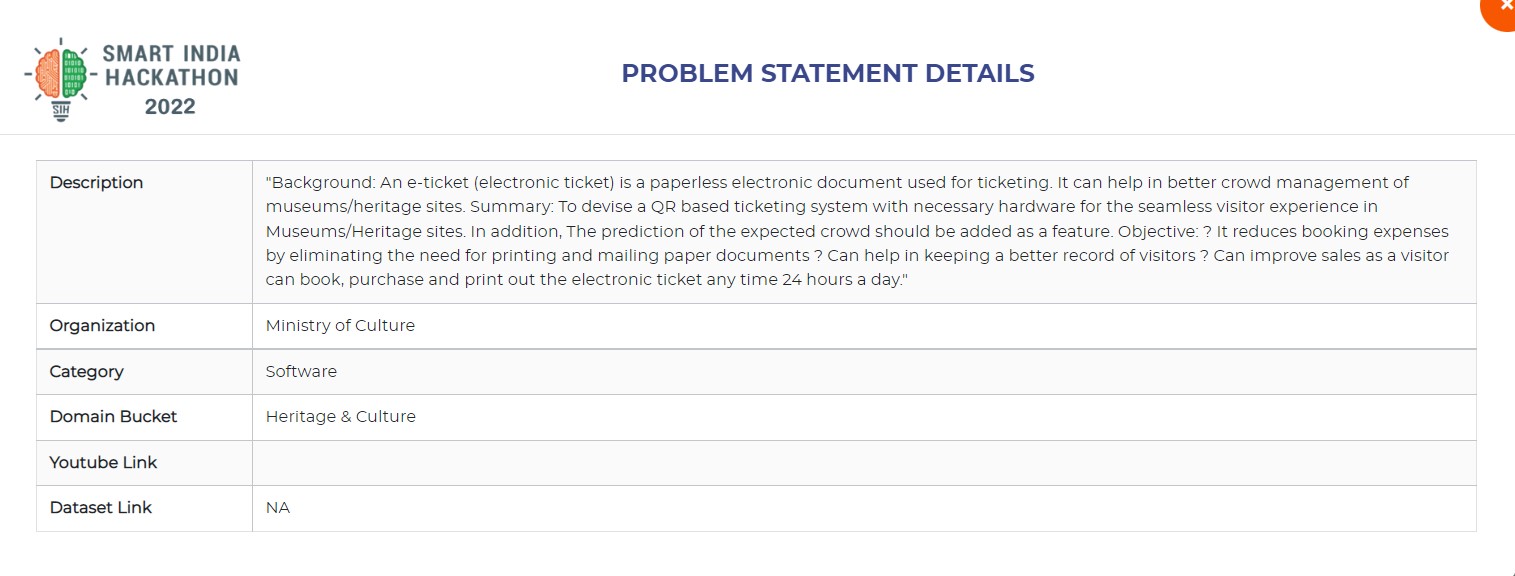 SMART INDIA
HACKATHON
2022
SIH
PROBLEM STATEMENT DETAILS
Description
"Background: An e-ticket (electronic ticket) is a paperless electronic document used for ticketing. It can help in better crowd management of
museums/heritage sites. Summary: To devise a QR based ticketing system with necessary hardware for the seamless visitor experience in
Museums/Heritage sites. In addition, The prediction of the expected crowd should be added as a feature. Objective: ? It reduces booking expenses
by eliminating the need for printing and mailing paper documents ? Can help in keeping a better record of visitors ? Can improve sales as a visitor
can book, purchase and print out the electronic ticket any time 24 hours a day."
Organization
Ministry of Culture
Category
Software
Domain Bucket
Heritage & Culture
Youtube Link
Dataset Link
NA